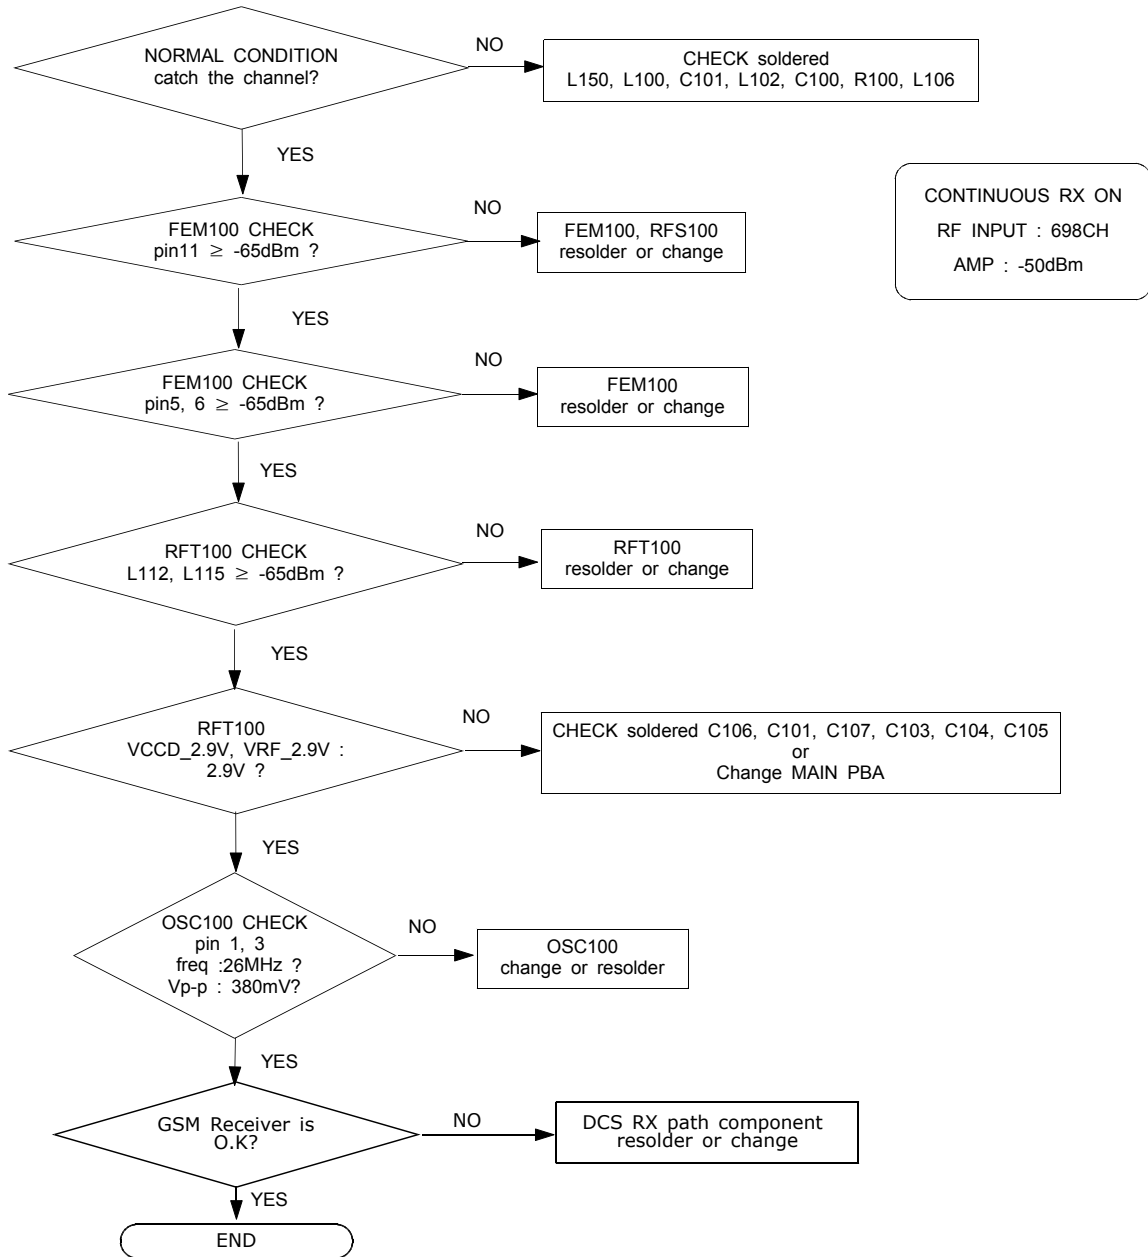 NORMAL CONDITION
catch the channel?
NO
CHECK soldered
L150, L100, C101, L102, C100, R100, L106
YES
CONTINUOUS RX ON
RF INPUT : 698CH
AMP : -50dBm
FEM100 CHECK
pin11 ≥ -65dBm ?
NO
FEM100, RFS100
resolder or change
YES
FEM100 CHECK
pin5, 6 ≥ -65dBm ?
NO
FEM100
resolder or change
YES
RFT100 CHECK
L112, L115 ≥ -65dBm ?
NO
RFT100
resolder or change
YES
RFT100
VCCD_2.9V, VRF_2.9V :
2.9V ?
NO
CHECK soldered C106, C101, C107, C103, C104, C105
or
Change MAIN PBA
YES
OSC100 CHECK
pin 1, 3
freq :26MHz ?
Vp-p : 380mV?
NO
OSC100
change or resolder
YES
GSM Receiver is
O.K?
NO
DCS RX path component
resolder or change
YES
END